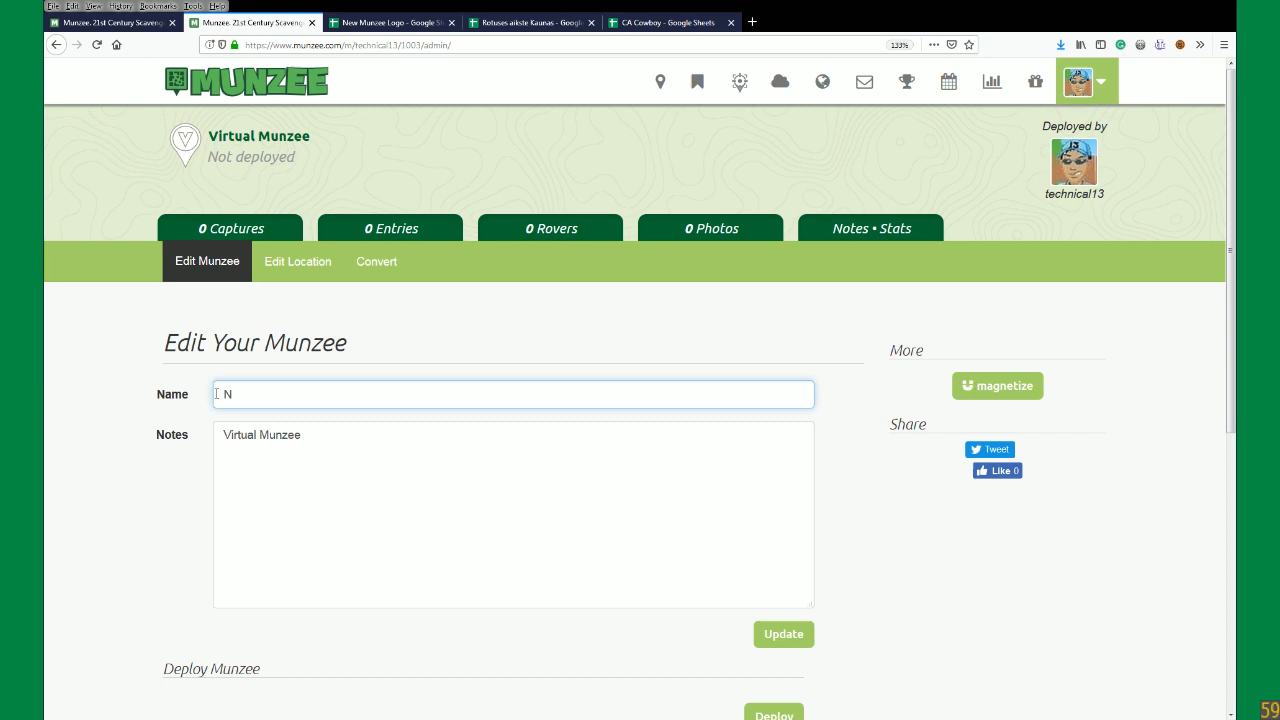 File Edit View History Bookmarks Tools Help
Munzee. 21st Century Scaveng
Munzee. 21st Century Scaveng
New Munzee Logo - Google Sh
Rotuses aikste Kaunas - Google
CA Cowboy - Google Sheets
https://www.munzee.com/m/technical13/1003/admin/
133%
MUNZEE
Virtual Munzee
Not deployed
Deployed by
technical13
0 Captures
0 Entries
0 Rovers
0 Photos
Notes • Stats
Edit Munzee
Edit Location
Convert
Edit Your Munzee
Name
N
Notes
Virtual Munzee
Update
Deploy Munzee
Deploy
More
magnetize
Share
Tweet
Like 0
59